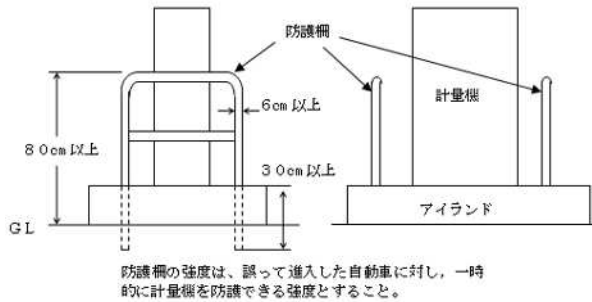 防護柵
計量機
6cm以上
80cm以上
30cm以上
アイランド
GL
防護柵の強度は、誤って進入した自動車に対し，一時
的に計量機を防護できる強度とすること。